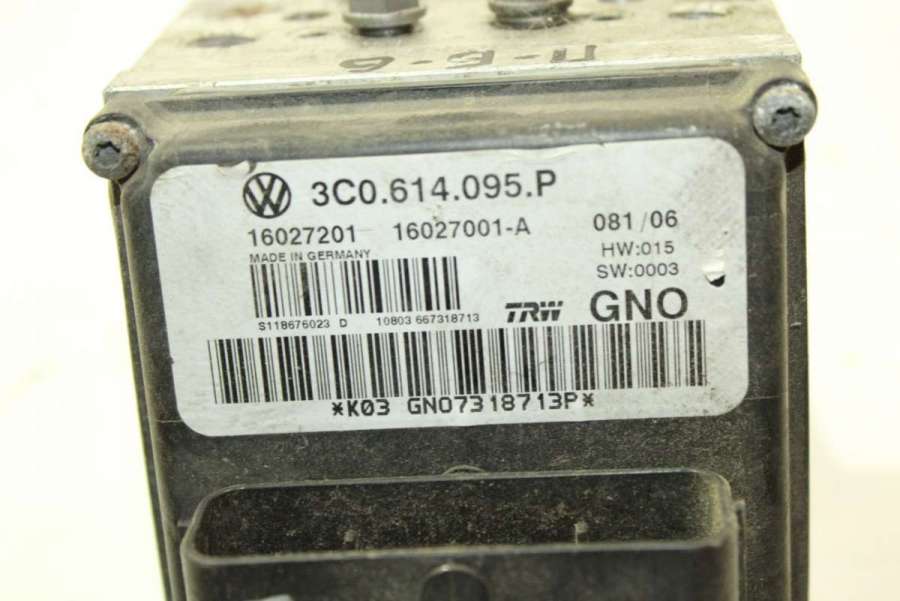 П-Б-6
3C0.614.095.P
16027201 16027001-A 081/06
MADE IN GERMANY HW:015
SW:0003
S118676023 D 10803 667318713 TRW GNO
*K03 GNO7318713P*